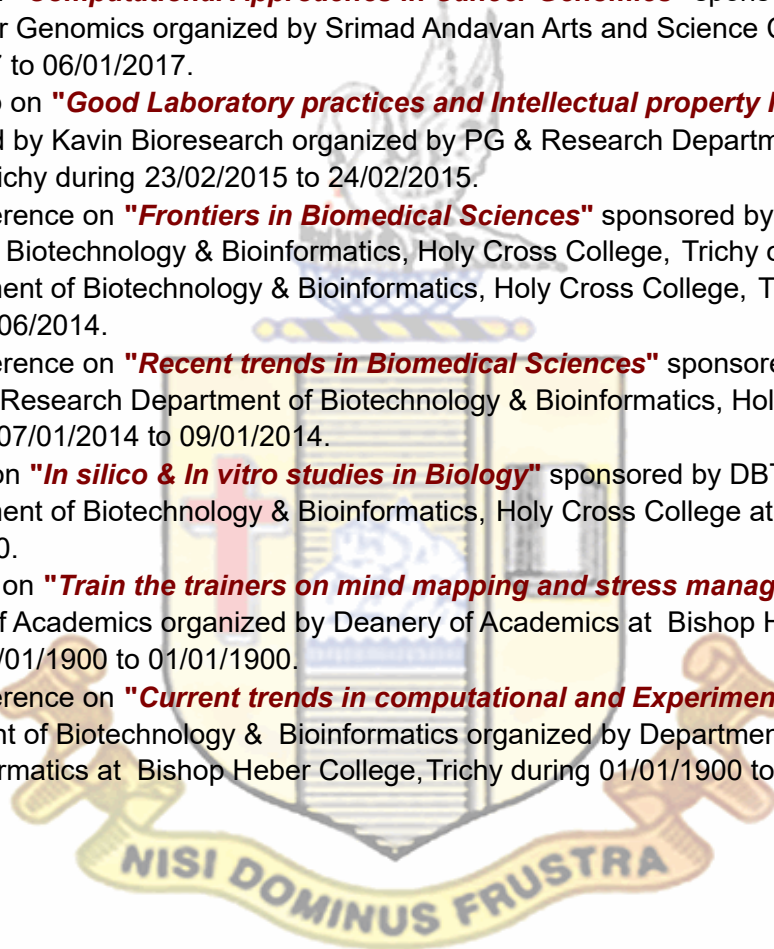 "Computational Approaches in Cancer Genomics" spons
r Genomics organized by Srimad Andavan Arts and Science C
7 to 06/01/2017.
on "Good Laboratory practices and Intellectual property
d by Kavin Bioresearch organized by PG & Research Departm
ichy during 23/02/2015 to 24/02/2015.
erence on "Frontiers in Biomedical Sciences" sponsored by
Biotechnology & Bioinformatics, Holy Cross College, Trichy
ent of Biotechnology & Bioinformatics, Holy Cross College, T
06/2014.
erence on "Recent trends in Biomedical Sciences" sponsore
Research Department of Biotechnology & Bioinformatics, Hol
07/01/2014 to 09/01/2014.
on "In silico & In vitro studies in Biology" sponsored by DBT
ent of Biotechnology & Bioinformatics, Holy Cross College at
0.
on "Train the trainers on mind mapping and stress manag
f Academics organized by Deanery of Academics at Bishop H
/01/1900 to 01/01/1900.
erence on "Current trends in computational and Experimen
nt of Biotechnology & Bioinformatics organized by Departmen
rmatics at Bishop Heber College,Trichy during 01/01/1900 to
NISI DOMINUS FRUSTRA